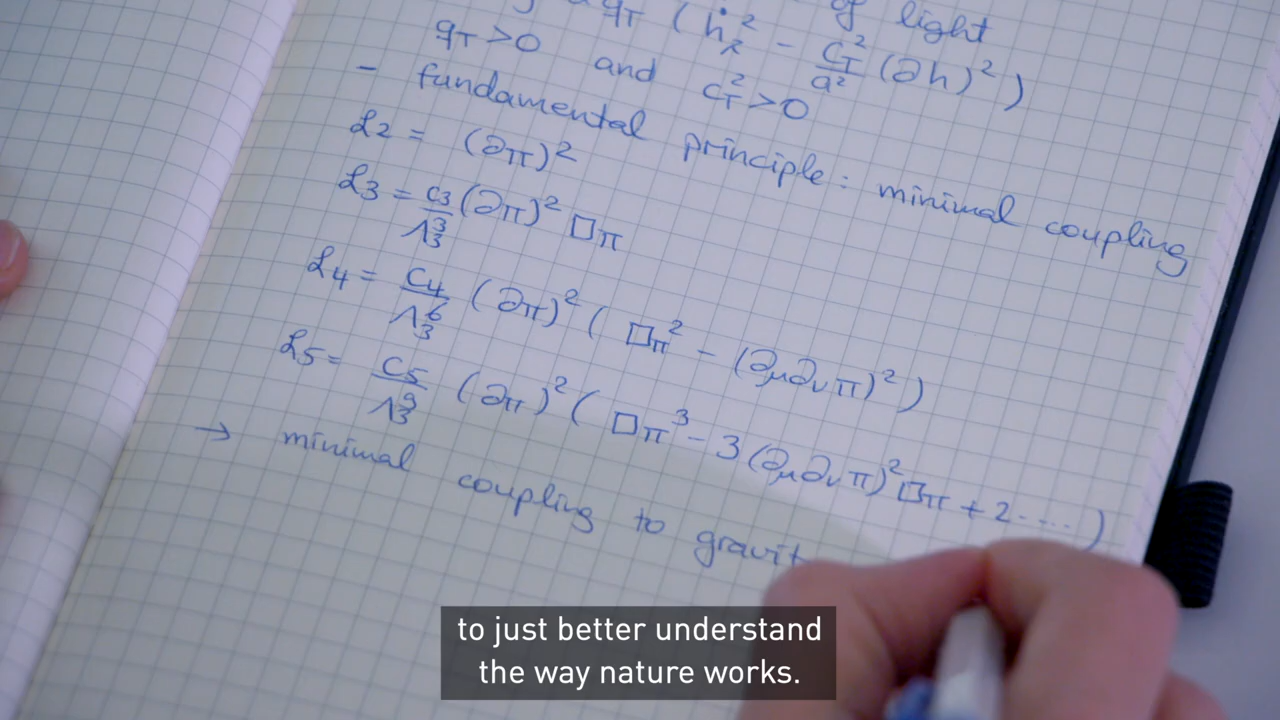 of light
q_T ( ḣ_λ² - c_T²/a² (∂h)² )
q_T > 0 and c_T² > 0
- fundamental principle : minimal coupling
ℒ2 = (∂π)²
ℒ3 = c3/Λ3³ (∂π)² □π
ℒ4 = c4/Λ3⁶ (∂π)² ( □π² - (∂μ∂νπ)² )
ℒ5 = c5/Λ3⁹ (∂π)² ( □π³ - 3(∂μ∂νπ)² □π + 2.... )
→ minimal coupling to gravit
to just better understand
the way nature works.